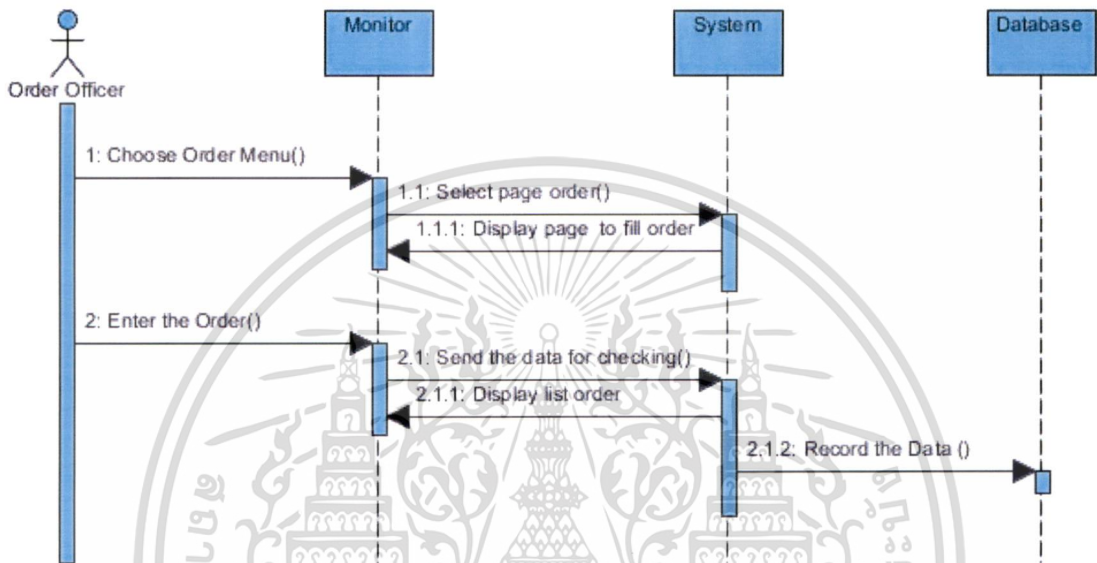 Monitor
System
Database
Order Officer
1: Choose Order Menu()
1.1: Select page order()
1.1.1: Display page to fill order
2: Enter the Order()
2.1: Send the data for checking()
2.1.1: Display list order
2.1.2: Record the Data ()